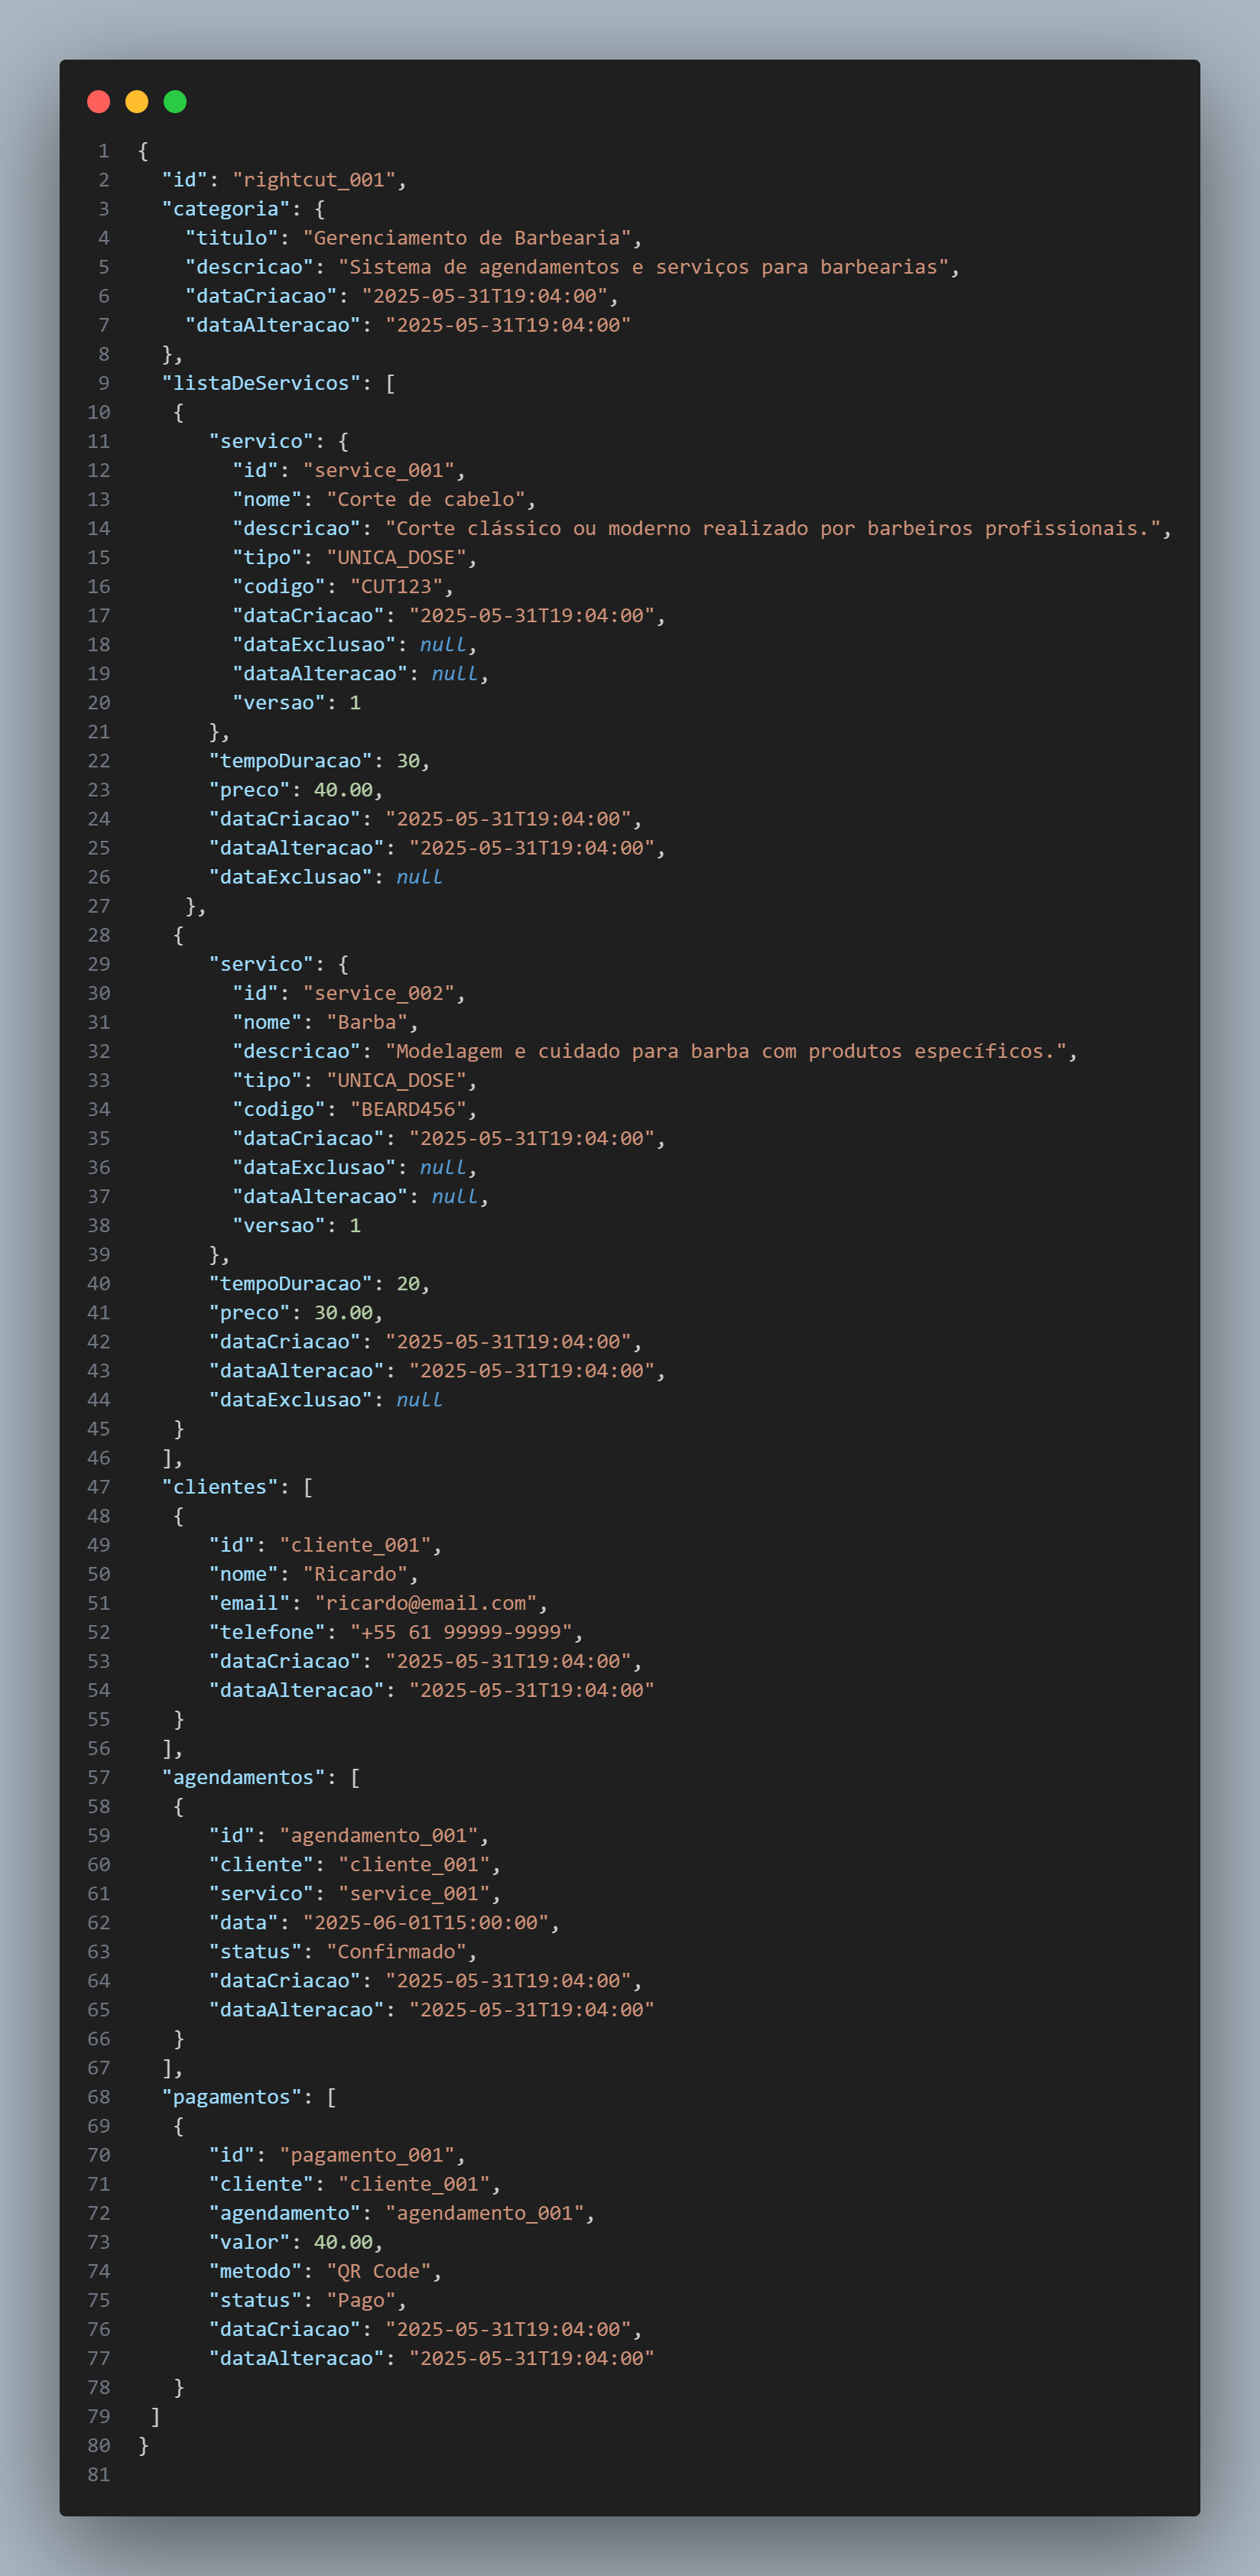 1 {
2   "id": "rightcut_001",
3   "categoria": {
4     "titulo": "Gerenciamento de Barbearia",
5     "descricao": "Sistema de agendamentos e serviços para barbearias",
6     "dataCriacao": "2025-05-31T19:04:00",
7     "dataAlteracao": "2025-05-31T19:04:00"
8   },
9   "listaDeServicos": [
10    {
11       "servico": {
12         "id": "service_001",
13         "nome": "Corte de cabelo",
14         "descricao": "Corte clássico ou moderno realizado por barbeiros profissionais.",
15         "tipo": "UNICA_DOSE",
16         "codigo": "CUT123",
17         "dataCriacao": "2025-05-31T19:04:00",
18         "dataExclusao": null,
19         "dataAlteracao": null,
20         "versao": 1
21       },
22       "tempoDuracao": 30,
23       "preco": 40.00,
24       "dataCriacao": "2025-05-31T19:04:00",
25       "dataAlteracao": "2025-05-31T19:04:00",
26       "dataExclusao": null
27     },
28    {
29       "servico": {
30         "id": "service_002",
31         "nome": "Barba",
32         "descricao": "Modelagem e cuidado para barba com produtos específicos.",
33         "tipo": "UNICA_DOSE",
34         "codigo": "BEARD456",
35         "dataCriacao": "2025-05-31T19:04:00",
36         "dataExclusao": null,
37         "dataAlteracao": null,
38         "versao": 1
39       },
40       "tempoDuracao": 20,
41       "preco": 30.00,
42       "dataCriacao": "2025-05-31T19:04:00",
43       "dataAlteracao": "2025-05-31T19:04:00",
44       "dataExclusao": null
45    }
46   ],
47   "clientes": [
48    {
49       "id": "cliente_001",
50       "nome": "Ricardo",
51       "email": "ricardo@email.com",
52       "telefone": "+55 61 99999-9999",
53       "dataCriacao": "2025-05-31T19:04:00",
54       "dataAlteracao": "2025-05-31T19:04:00"
55    }
56   ],
57   "agendamentos": [
58    {
59       "id": "agendamento_001",
60       "cliente": "cliente_001",
61       "servico": "service_001",
62       "data": "2025-06-01T15:00:00",
63       "status": "Confirmado",
64       "dataCriacao": "2025-05-31T19:04:00",
65       "dataAlteracao": "2025-05-31T19:04:00"
66    }
67   ],
68   "pagamentos": [
69    {
70       "id": "pagamento_001",
71       "cliente": "cliente_001",
72       "agendamento": "agendamento_001",
73       "valor": 40.00,
74       "metodo": "QR Code",
75       "status": "Pago",
76       "dataCriacao": "2025-05-31T19:04:00",
77       "dataAlteracao": "2025-05-31T19:04:00"
78    }
79  ]
80 }
81